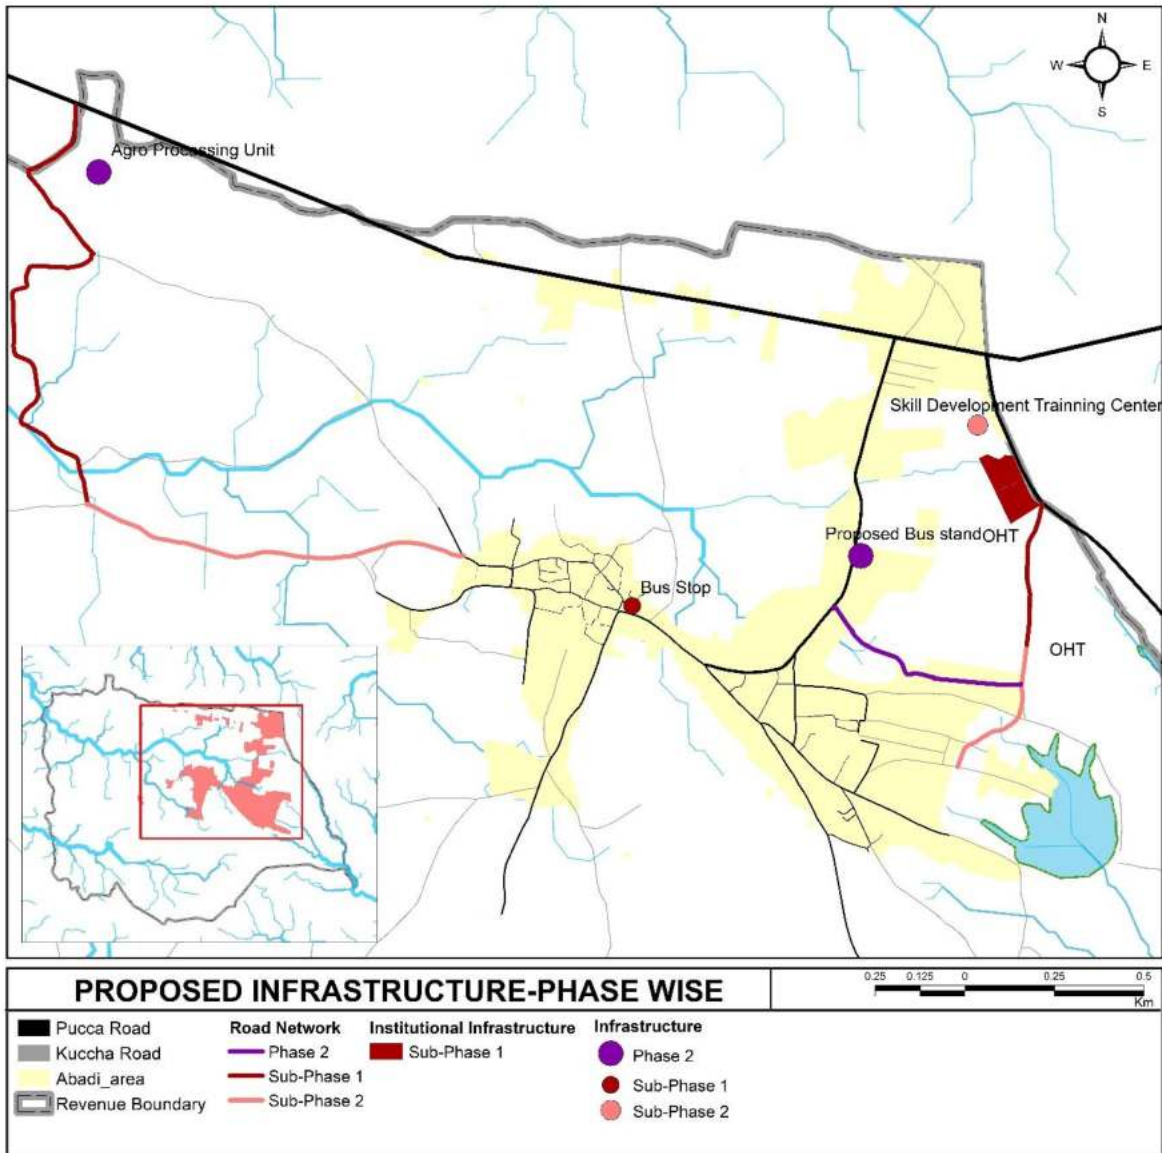 N
W E
S
Agro Processing Unit
Skill Development Trainning Center
Proposed Bus stand OHT
Bus Stop
OHT
PROPOSED INFRASTRUCTURE-PHASE WISE
0.25 0.125 0 0.25 0.5
Km
Pucca Road
Kuccha Road
Abadi_area
Revenue Boundary
Road Network
Phase 2
Sub-Phase 1
Sub-Phase 2
Institutional Infrastructure
Sub-Phase 1
Infrastructure
Phase 2
Sub-Phase 1
Sub-Phase 2